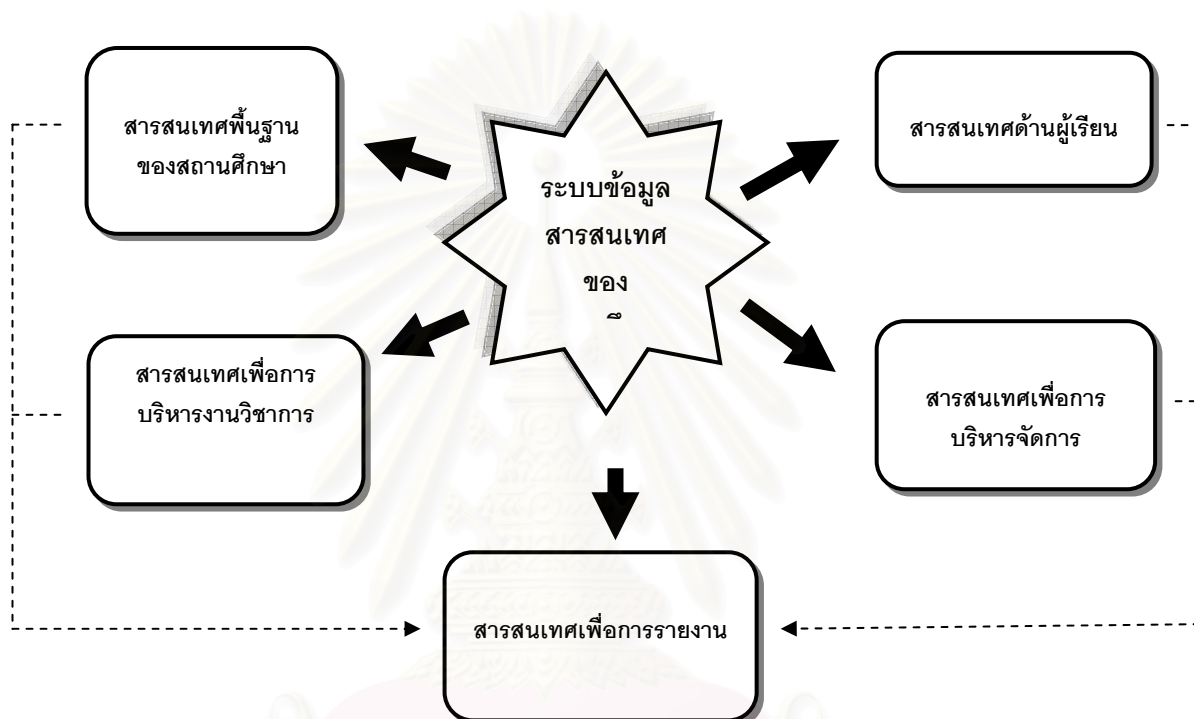 สารสนเทศพื้นฐาน
ของสถานศึกษา
ระบบข้อมูล
สารสนเทศ
ของ
สารสนเทศด้านผู้เรียน
สารสนเทศเพื่อการ
บริหารงานวิชาการ
สารสนเทศเพื่อการ
บริหารจัดการ
สารสนเทศเพื่อการรายงาน